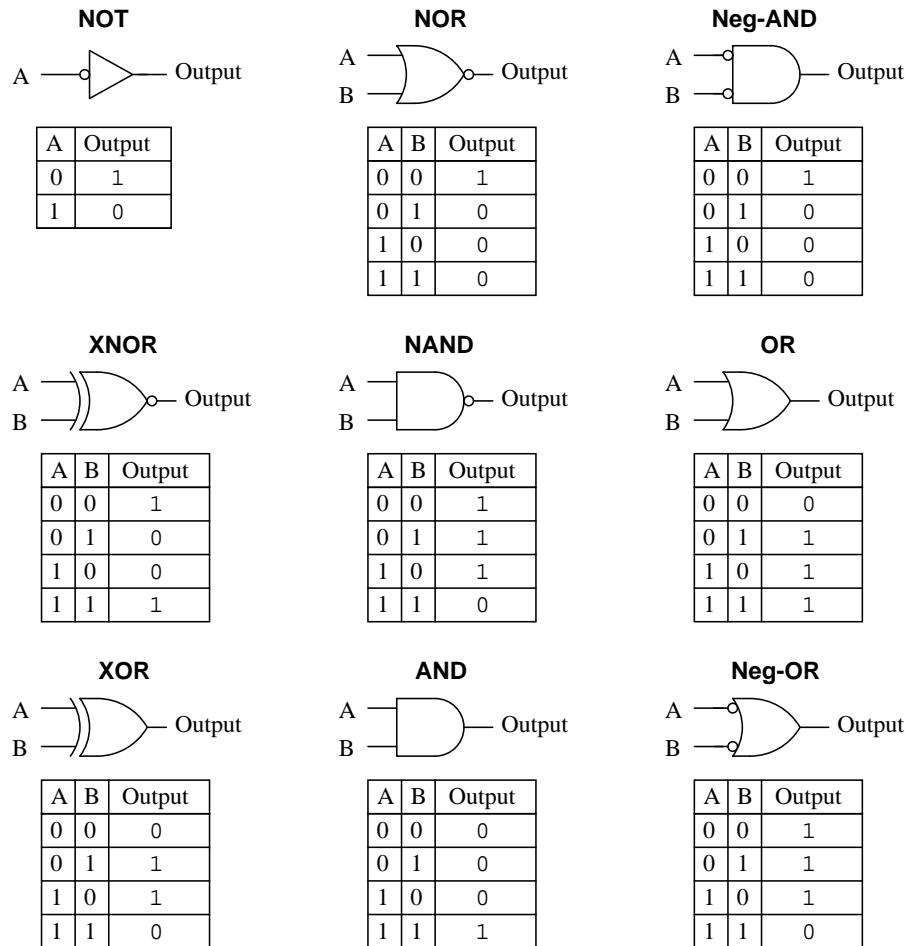 NOT NOR Neg-AND
A Output A B Output A B Output
A Output A B Output A B Output
0 1 0 0 1 0 0 1
1 0 0 1 0 0 1 0
1 0 0 1 0 0
1 1 0 1 1 0
XNOR NAND OR
A B Output A B Output A B Output
A B Output A B Output A B Output
0 0 1 0 0 1 0 0 0
0 1 0 0 1 1 0 1 1
1 0 0 1 0 1 1 0 1
1 1 1 1 1 0 1 1 1
XOR AND Neg-OR
A B Output A B Output A B Output
A B Output A B Output A B Output
0 0 0 0 0 0 0 0 1
0 1 1 0 1 0 0 1 1
1 0 1 1 0 0 1 0 1
1 1 0 1 1 1 1 1 0